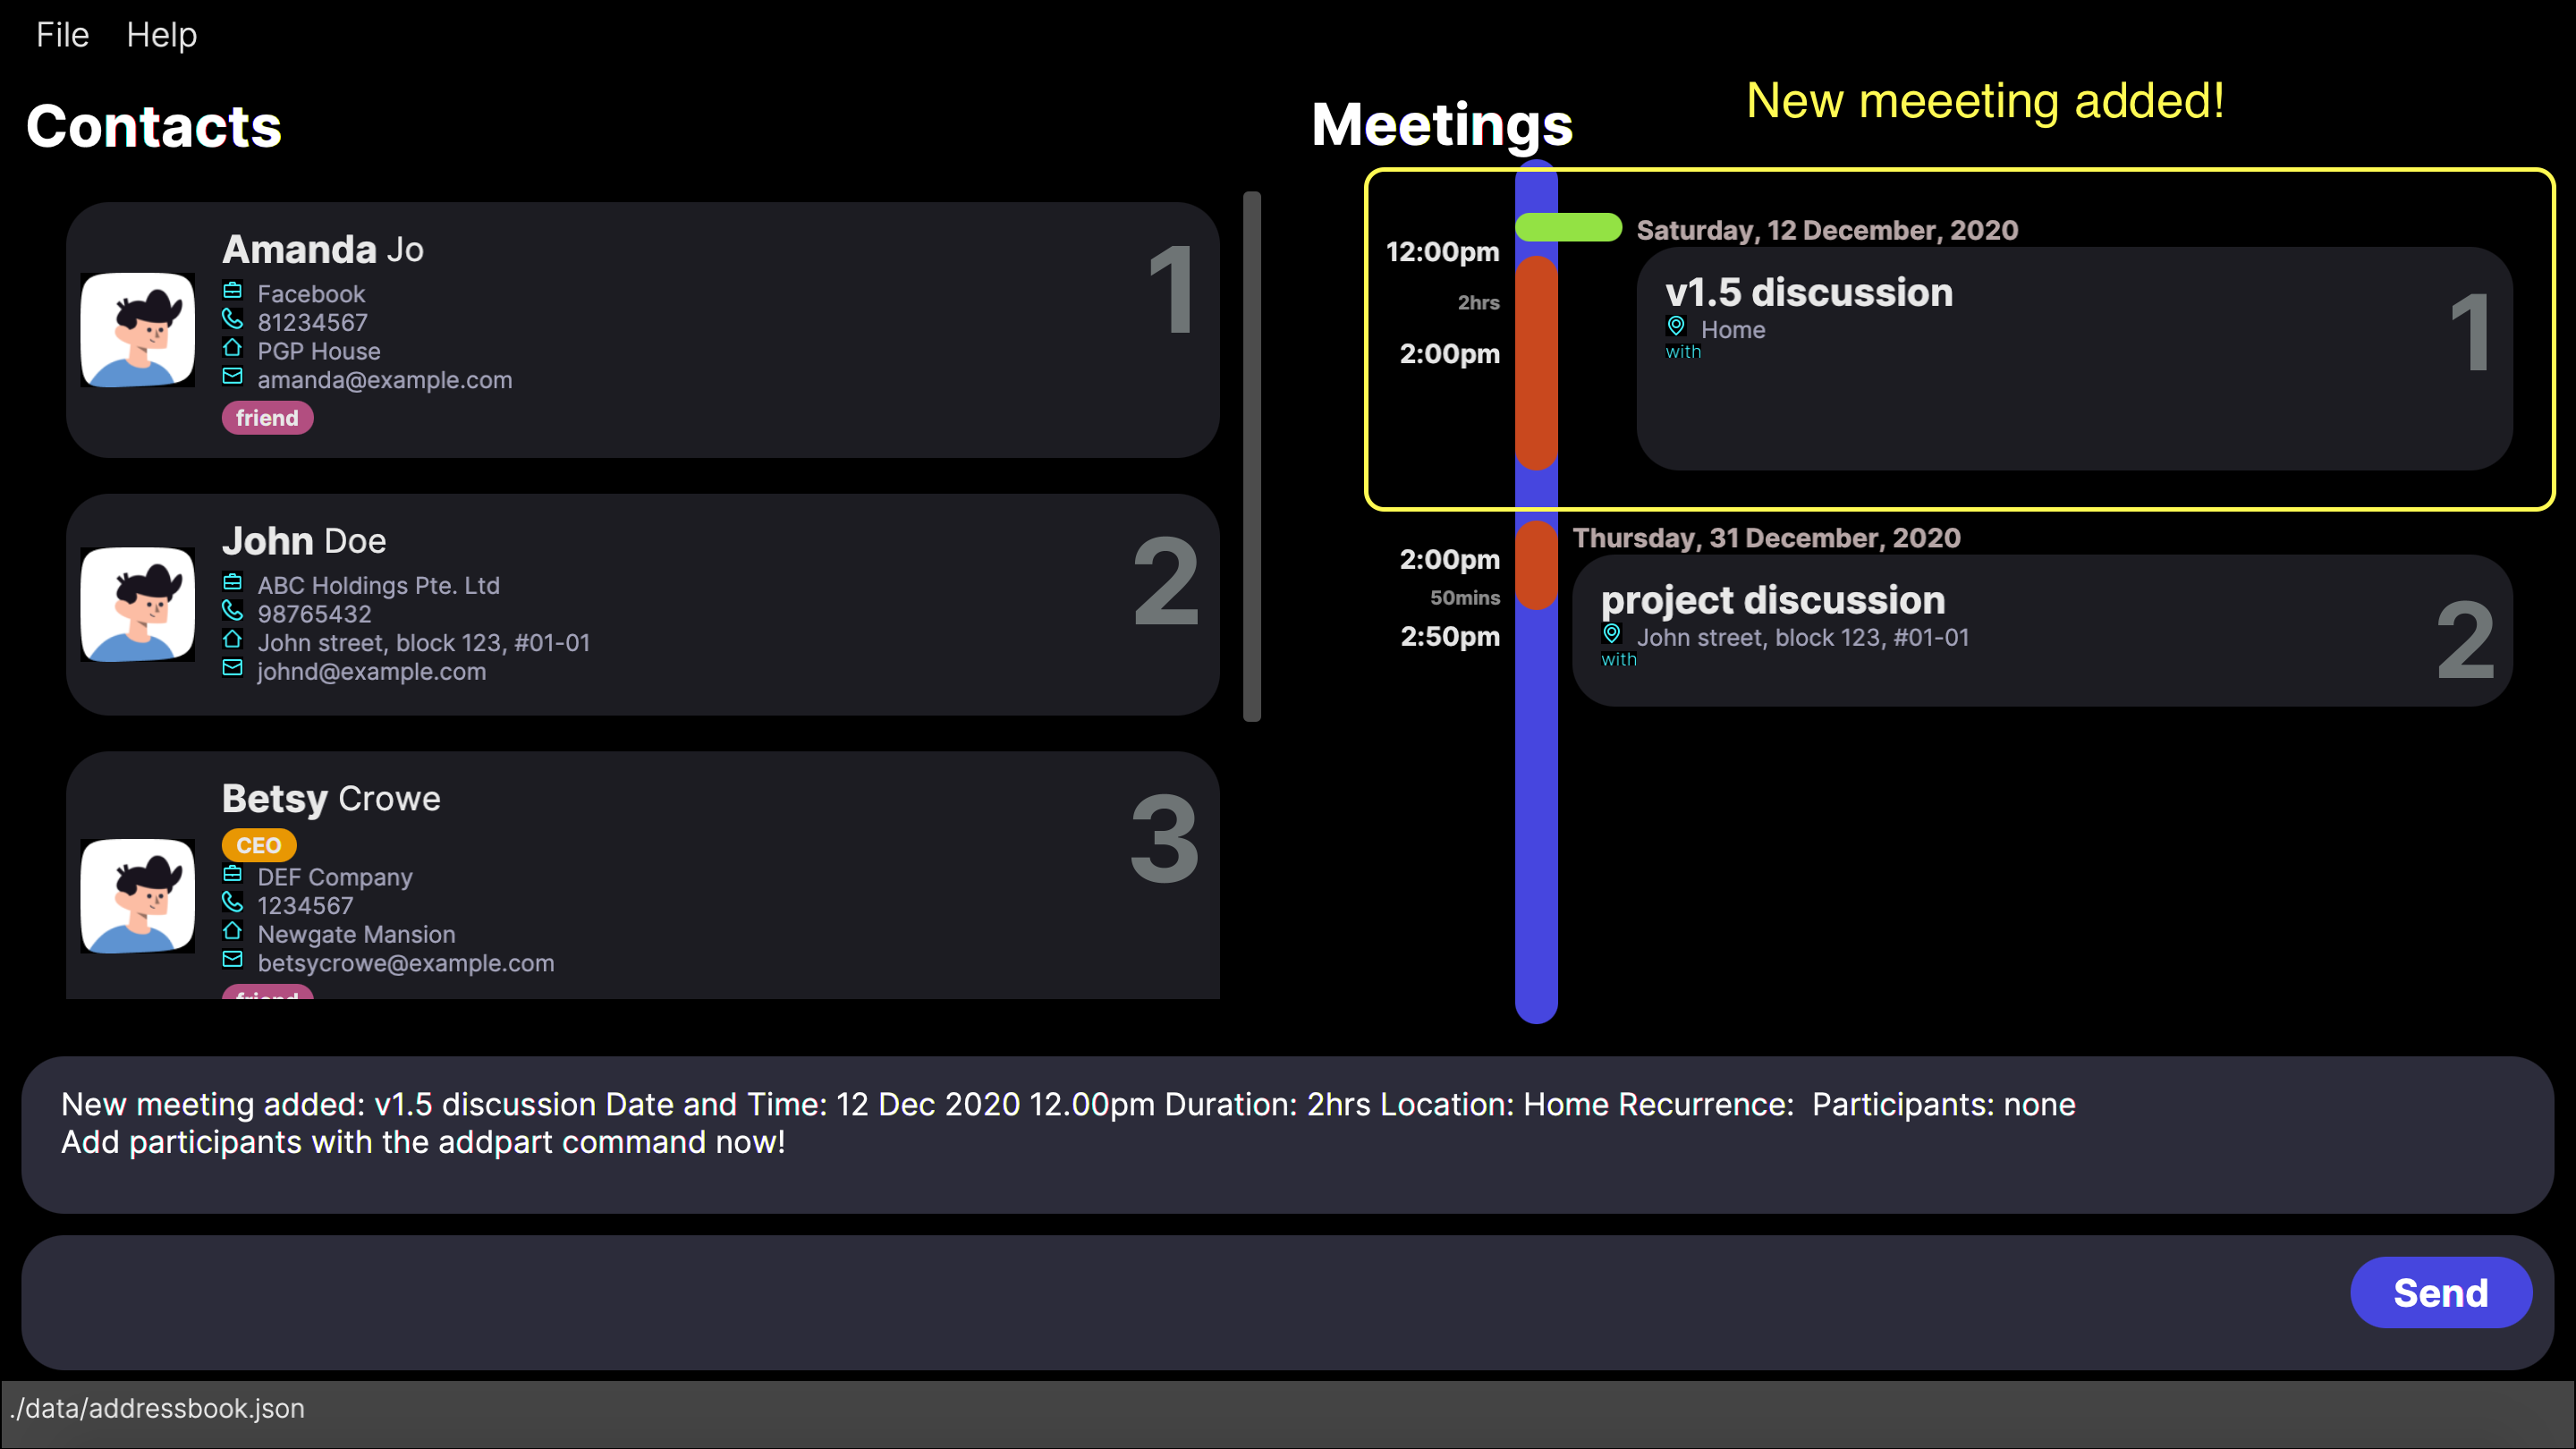 File Help
Contacts
Amanda Jo
1
Facebook
81234567
PGP House
amanda@example.com
friend
John Doe
2
ABC Holdings Pte. Ltd
98765432
John street, block 123, #01-01
johnd@example.com
Betsy Crowe
3
CEO
DEF Company
1234567
Newgate Mansion
betsycrowe@example.com
friend
Meetings
New meeeting added!
Saturday, 12 December, 2020
12:00pm
2hrs
2:00pm
v1.5 discussion
Home
with
1
Thursday, 31 December, 2020
2:00pm
50mins
2:50pm
project discussion
John street, block 123, #01-01
with
2
New meeting added: v1.5 discussion Date and Time: 12 Dec 2020 12.00pm Duration: 2hrs Location: Home Recurrence:  Participants: none
Add participants with the addpart command now!
Send
./data/addressbook.json